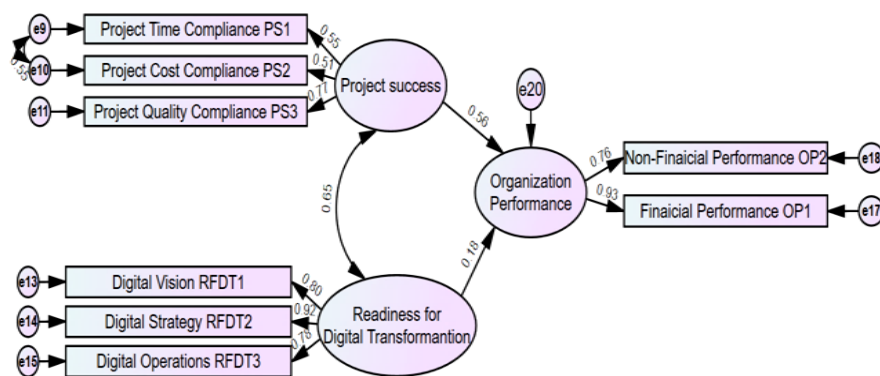 e9
Project Time Compliance PS1
0.55
0.55
e10
Project Cost Compliance PS2
0.51
e11
Project Quality Compliance PS3
0.77
Project success
e20
0.56
0.65
Organization
Performance
0.76
Non-Finaicial Performance OP2
e18
0.93
Finaicial Performance OP1
e17
0.18
e13
Digital Vision RFDT1
0.80
e14
Digital Strategy RFDT2
0.92
e15
Digital Operations RFDT3
0.78
Readiness for
Digital Transformantion